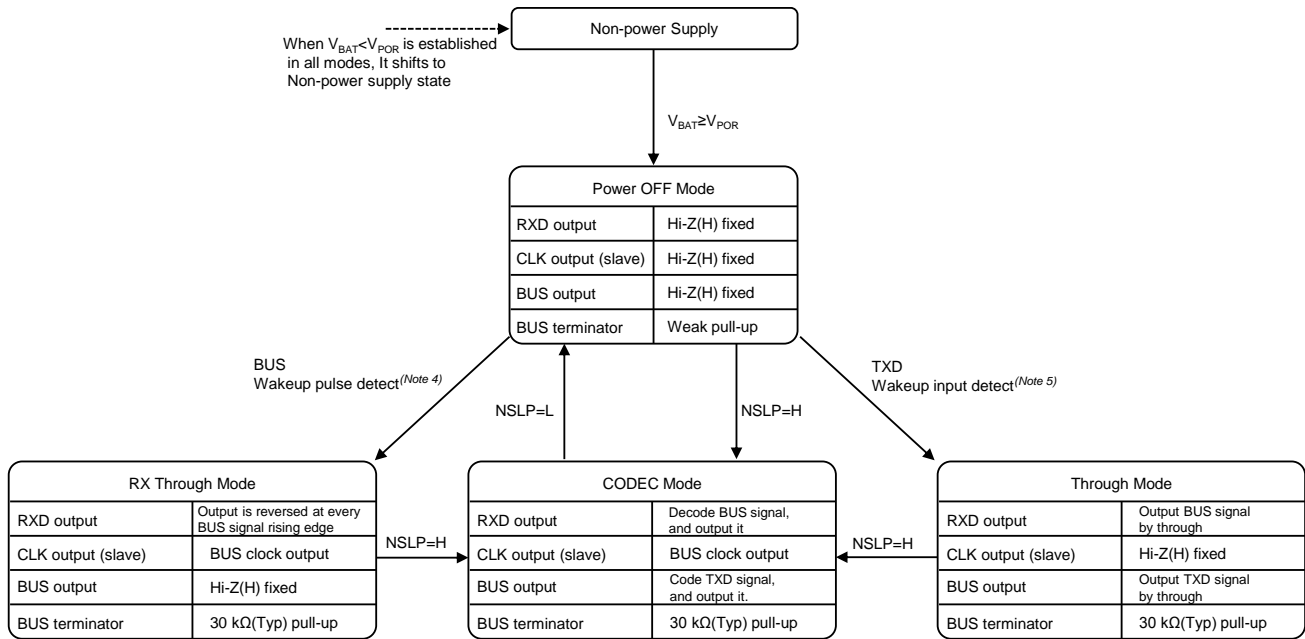 Non-power Supply
When VBAT<VPOR is established
in all modes, It shifts to
Non-power supply state
VBAT≥VPOR
Power OFF Mode
RXD output Hi-Z(H) fixed
CLK output (slave) Hi-Z(H) fixed
BUS output Hi-Z(H) fixed
BUS terminator Weak pull-up
BUS
Wakeup pulse detect(Note 4)
NSLP=L
NSLP=H
TXD
Wakeup input detect(Note 5)
RX Through Mode
RXD output Output is reversed at every
BUS signal rising edge
CLK output (slave) BUS clock output
BUS output Hi-Z(H) fixed
BUS terminator 30 kΩ(Typ) pull-up
NSLP=H
CODEC Mode
RXD output Decode BUS signal,
and output it
CLK output (slave) BUS clock output
BUS output Code TXD signal,
and output it.
BUS terminator 30 kΩ(Typ) pull-up
NSLP=H
Through Mode
RXD output Output BUS signal
by through
CLK output (slave) Hi-Z(H) fixed
BUS output Output TXD signal
by through
BUS terminator 30 kΩ(Typ) pull-up